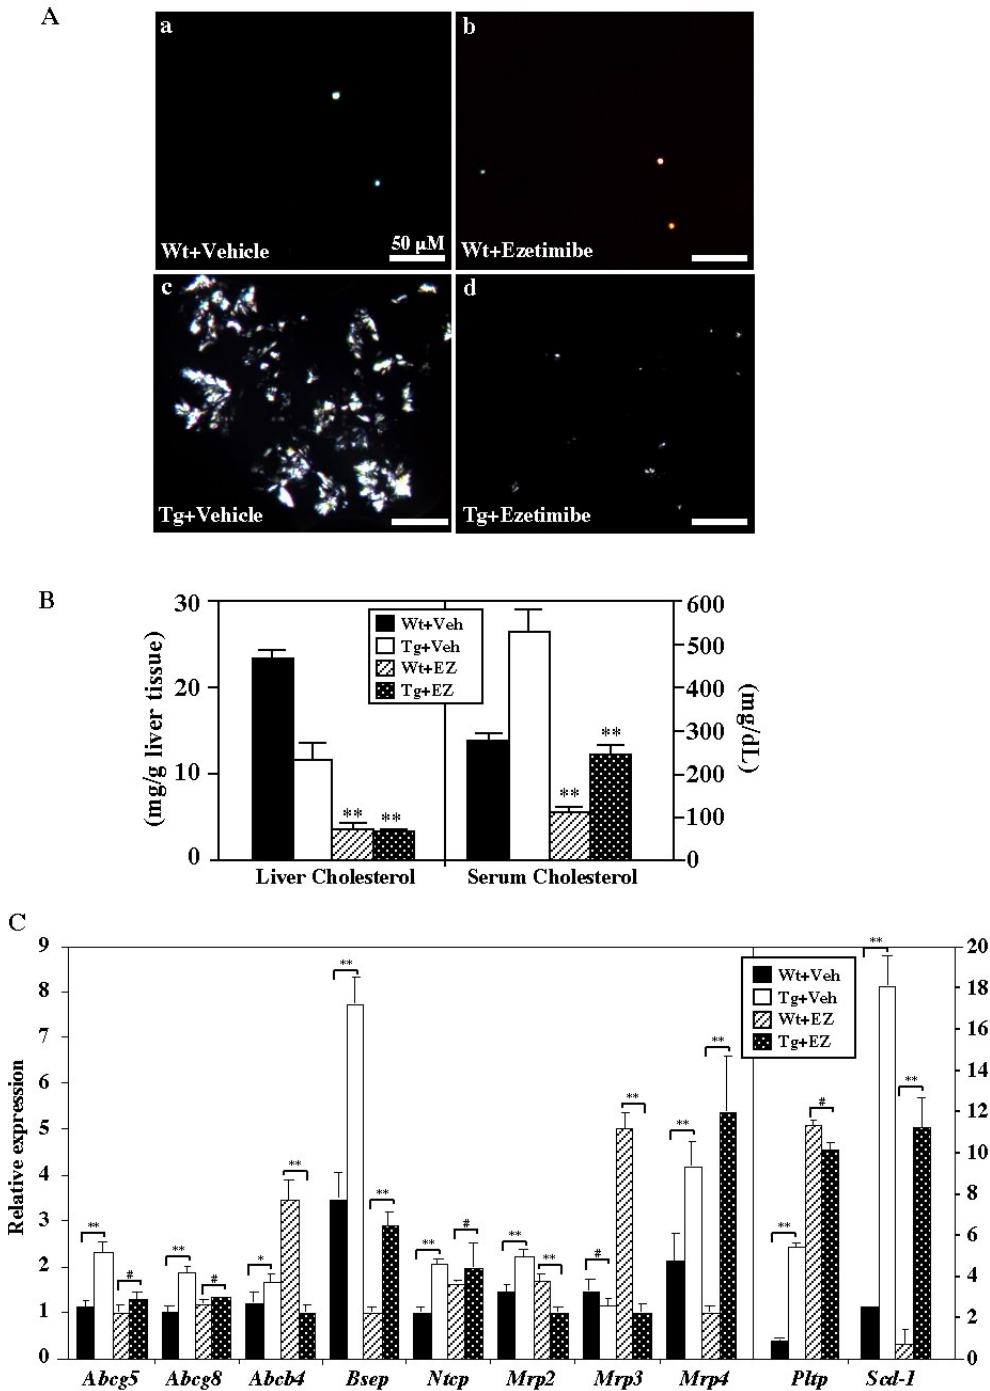 A
a
b
Wt+Vehicle
50 µM
Wt+Ezetimibe
c
d
Tg+Vehicle
Tg+Ezetimibe
B
30
20
10
0
(mg/g liver tissue)
Wt+Veh
Tg+Veh
Wt+EZ
Tg+EZ
600
500
400
300
200
100
0
(mg/dL)
** ** ** **
Liver Cholesterol Serum Cholesterol
C
9
8
7
6
5
4
3
2
1
0
Relative expression
Wt+Veh
Tg+Veh
Wt+EZ
Tg+EZ
20
18
16
14
12
10
8
6
4
2
0
** # ** # * ** ** ** ** # ** ** # ** ** ** ** # ** **
Abcg5 Abcg8 Abcb4 Bsep Ntcp Mrp2 Mrp3 Mrp4 Pltp Scd-1